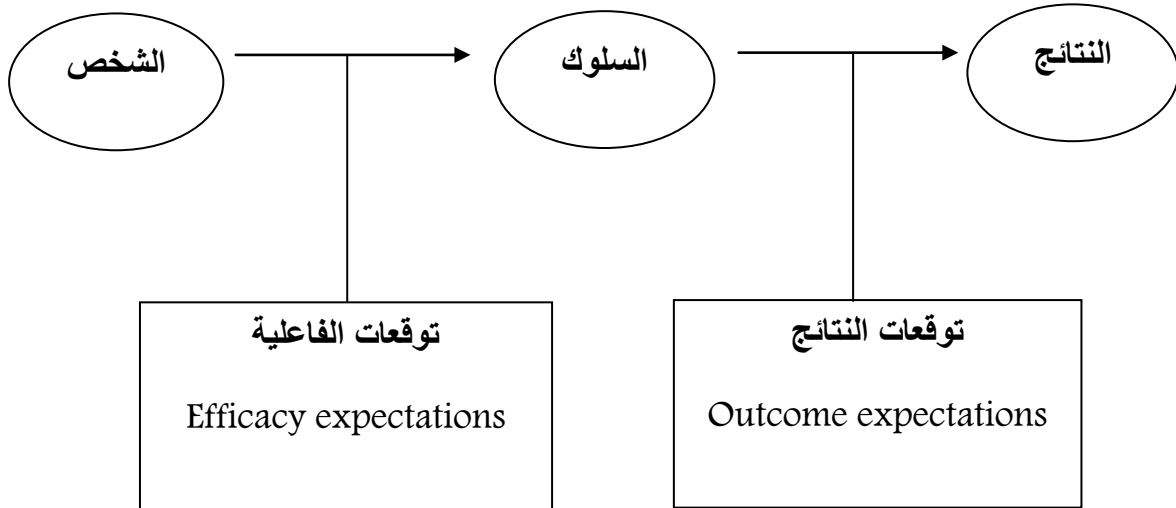 الشخص
السلوك
النتائج
توقعات الفاعلية
Efficacy expectations
توقعات النتائج
Outcome expectations